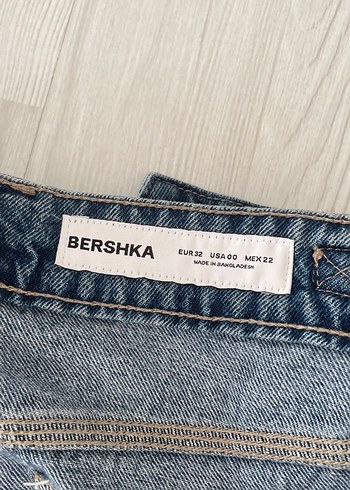 BERSHKA
EUR 32 USA 00 MEX 22
MADE IN BANGLADESH